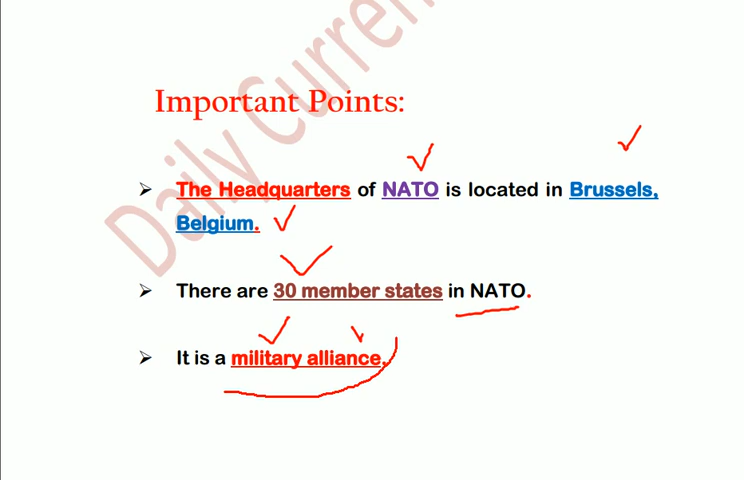 Daily Curren
Important Points:
➢ The Headquarters of NATO is located in Brussels,
Belgium.
➢ There are 30 member states in NATO.
➢ It is a military alliance.